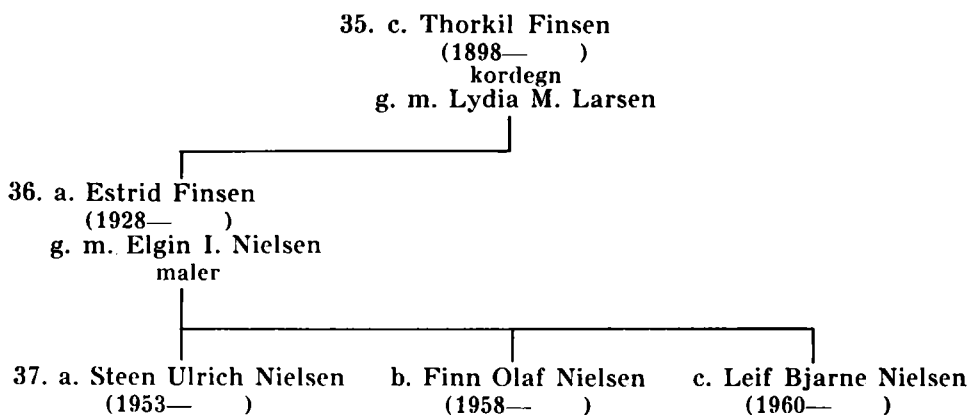 35. c. Thorkil Finsen
(1898— )
kordegn
g. m. Lydia M. Larsen
36. a. Estrid Finsen
(1928— )
g. m. Elgin I. Nielsen
maler
37. a. Steen Ulrich Nielsen b. Finn Olaf Nielsen c. Leif Bjarne Nielsen
(1953— ) (1958— ) (1960— )